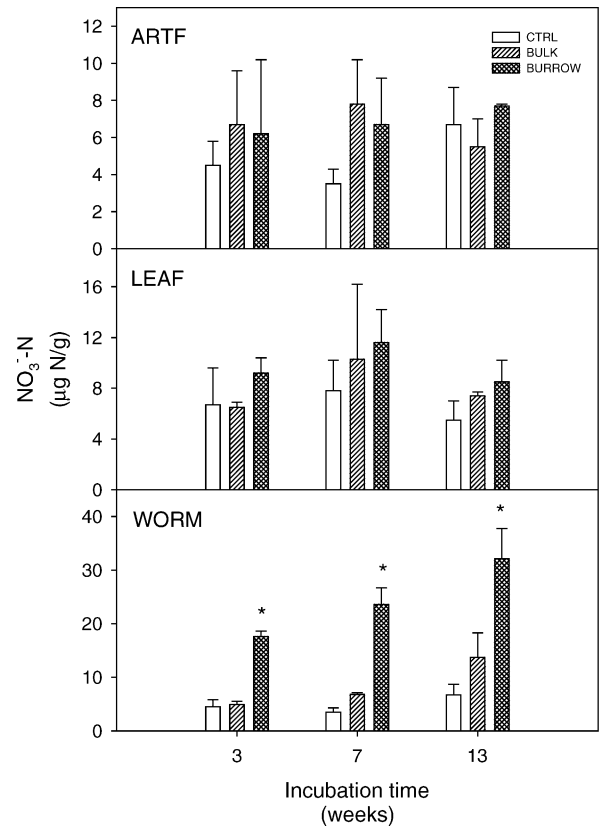 ARTF
CTRL
BULK
BURROW
12
10
8
6
4
2
0
LEAF
16
12
8
4
0
NO₃⁻-N
(µg N/g)
WORM
40
30
20
10
0
*
*
*
3 7 13
Incubation time
(weeks)